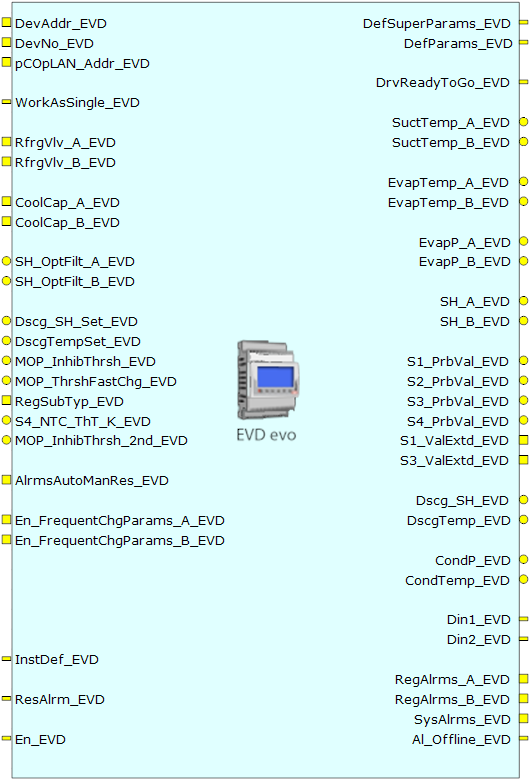 DevAddr_EVD
DevNo_EVD
pCOpLAN_Addr_EVD
WorkAsSingle_EVD
RfrgVlv_A_EVD
RfrgVlv_B_EVD
CoolCap_A_EVD
CoolCap_B_EVD
SH_OptFilt_A_EVD
SH_OptFilt_B_EVD
Dscg_SH_Set_EVD
DscgTempSet_EVD
MOP_InhibThrsh_EVD
MOP_ThrshFastChg_EVD
RegSubTyp_EVD
S4_NTC_ThT_K_EVD
MOP_InhibThrsh_2nd_EVD
AlrmsAutoManRes_EVD
En_FrequentChgParams_A_EVD
En_FrequentChgParams_B_EVD
InstDef_EVD
ResAlrm_EVD
En_EVD
EVD evo
DefSuperParams_EVD
DefParams_EVD
DrvReadyToGo_EVD
SuctTemp_A_EVD
SuctTemp_B_EVD
EvapTemp_A_EVD
EvapTemp_B_EVD
EvapP_A_EVD
EvapP_B_EVD
SH_A_EVD
SH_B_EVD
S1_PrbVal_EVD
S2_PrbVal_EVD
S3_PrbVal_EVD
S4_PrbVal_EVD
S1_ValExtd_EVD
S3_ValExtd_EVD
Dscg_SH_EVD
DscgTemp_EVD
CondP_EVD
CondTemp_EVD
Din1_EVD
Din2_EVD
RegAlrms_A_EVD
RegAlrms_B_EVD
SysAlrms_EVD
Al_Offline_EVD